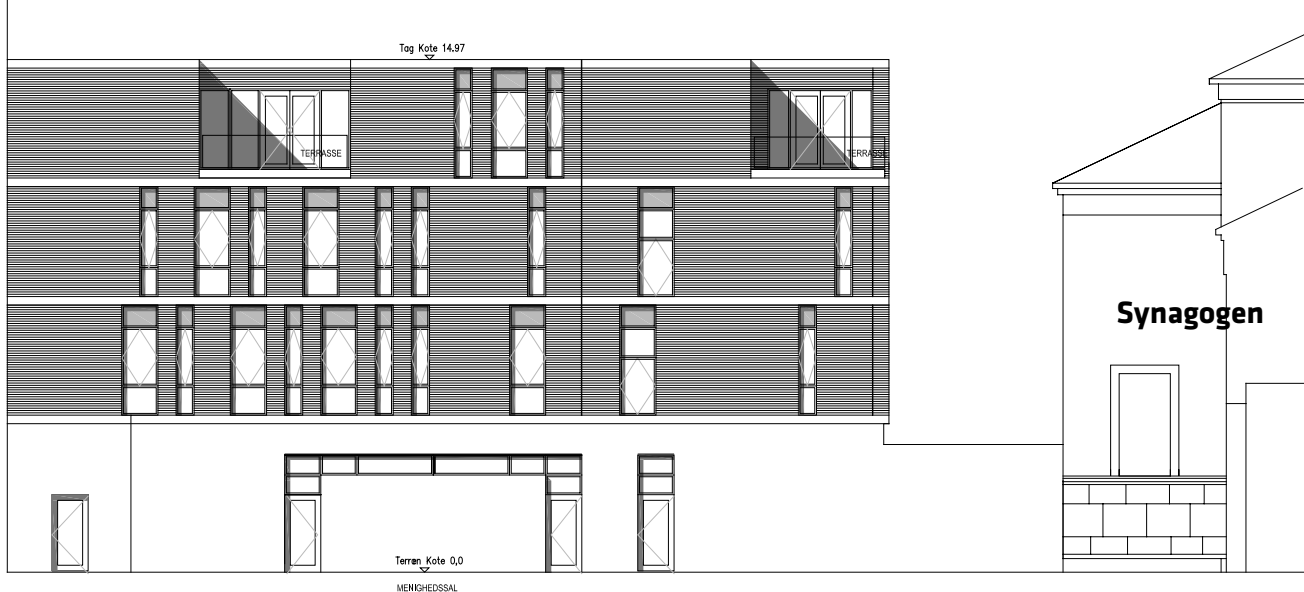 Tag Kote 14.97
TERRASSE
TERRASSE
Synagogen
Terræn Kote 0,0
MENIGHEDSSAL